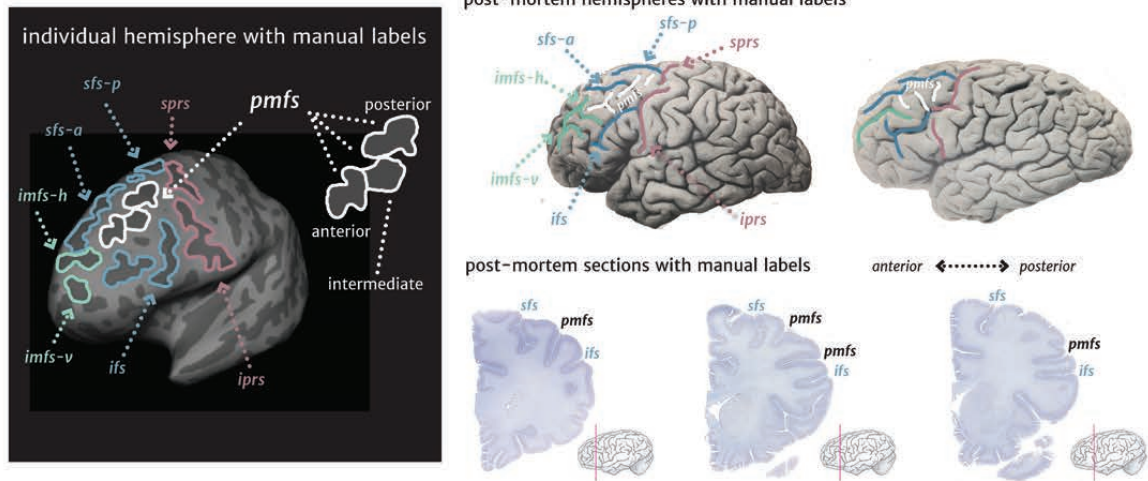 individual hemisphere with manual labels
sfs-p
sprs
pmfs
posterior
sfs-a
imfs-h
anterior
intermediate
imfs-v
ifs
iprs
post-mortem hemispheres with manual labels
sfs-p
sfs-a
sprs
imfs-h
pmfs
imfs-v
ifs
iprs
pmfs
post-mortem sections with manual labels
anterior
posterior
sfs
pmfs
ifs
sfs
pmfs
pmfs
ifs
sfs
pmfs
ifs